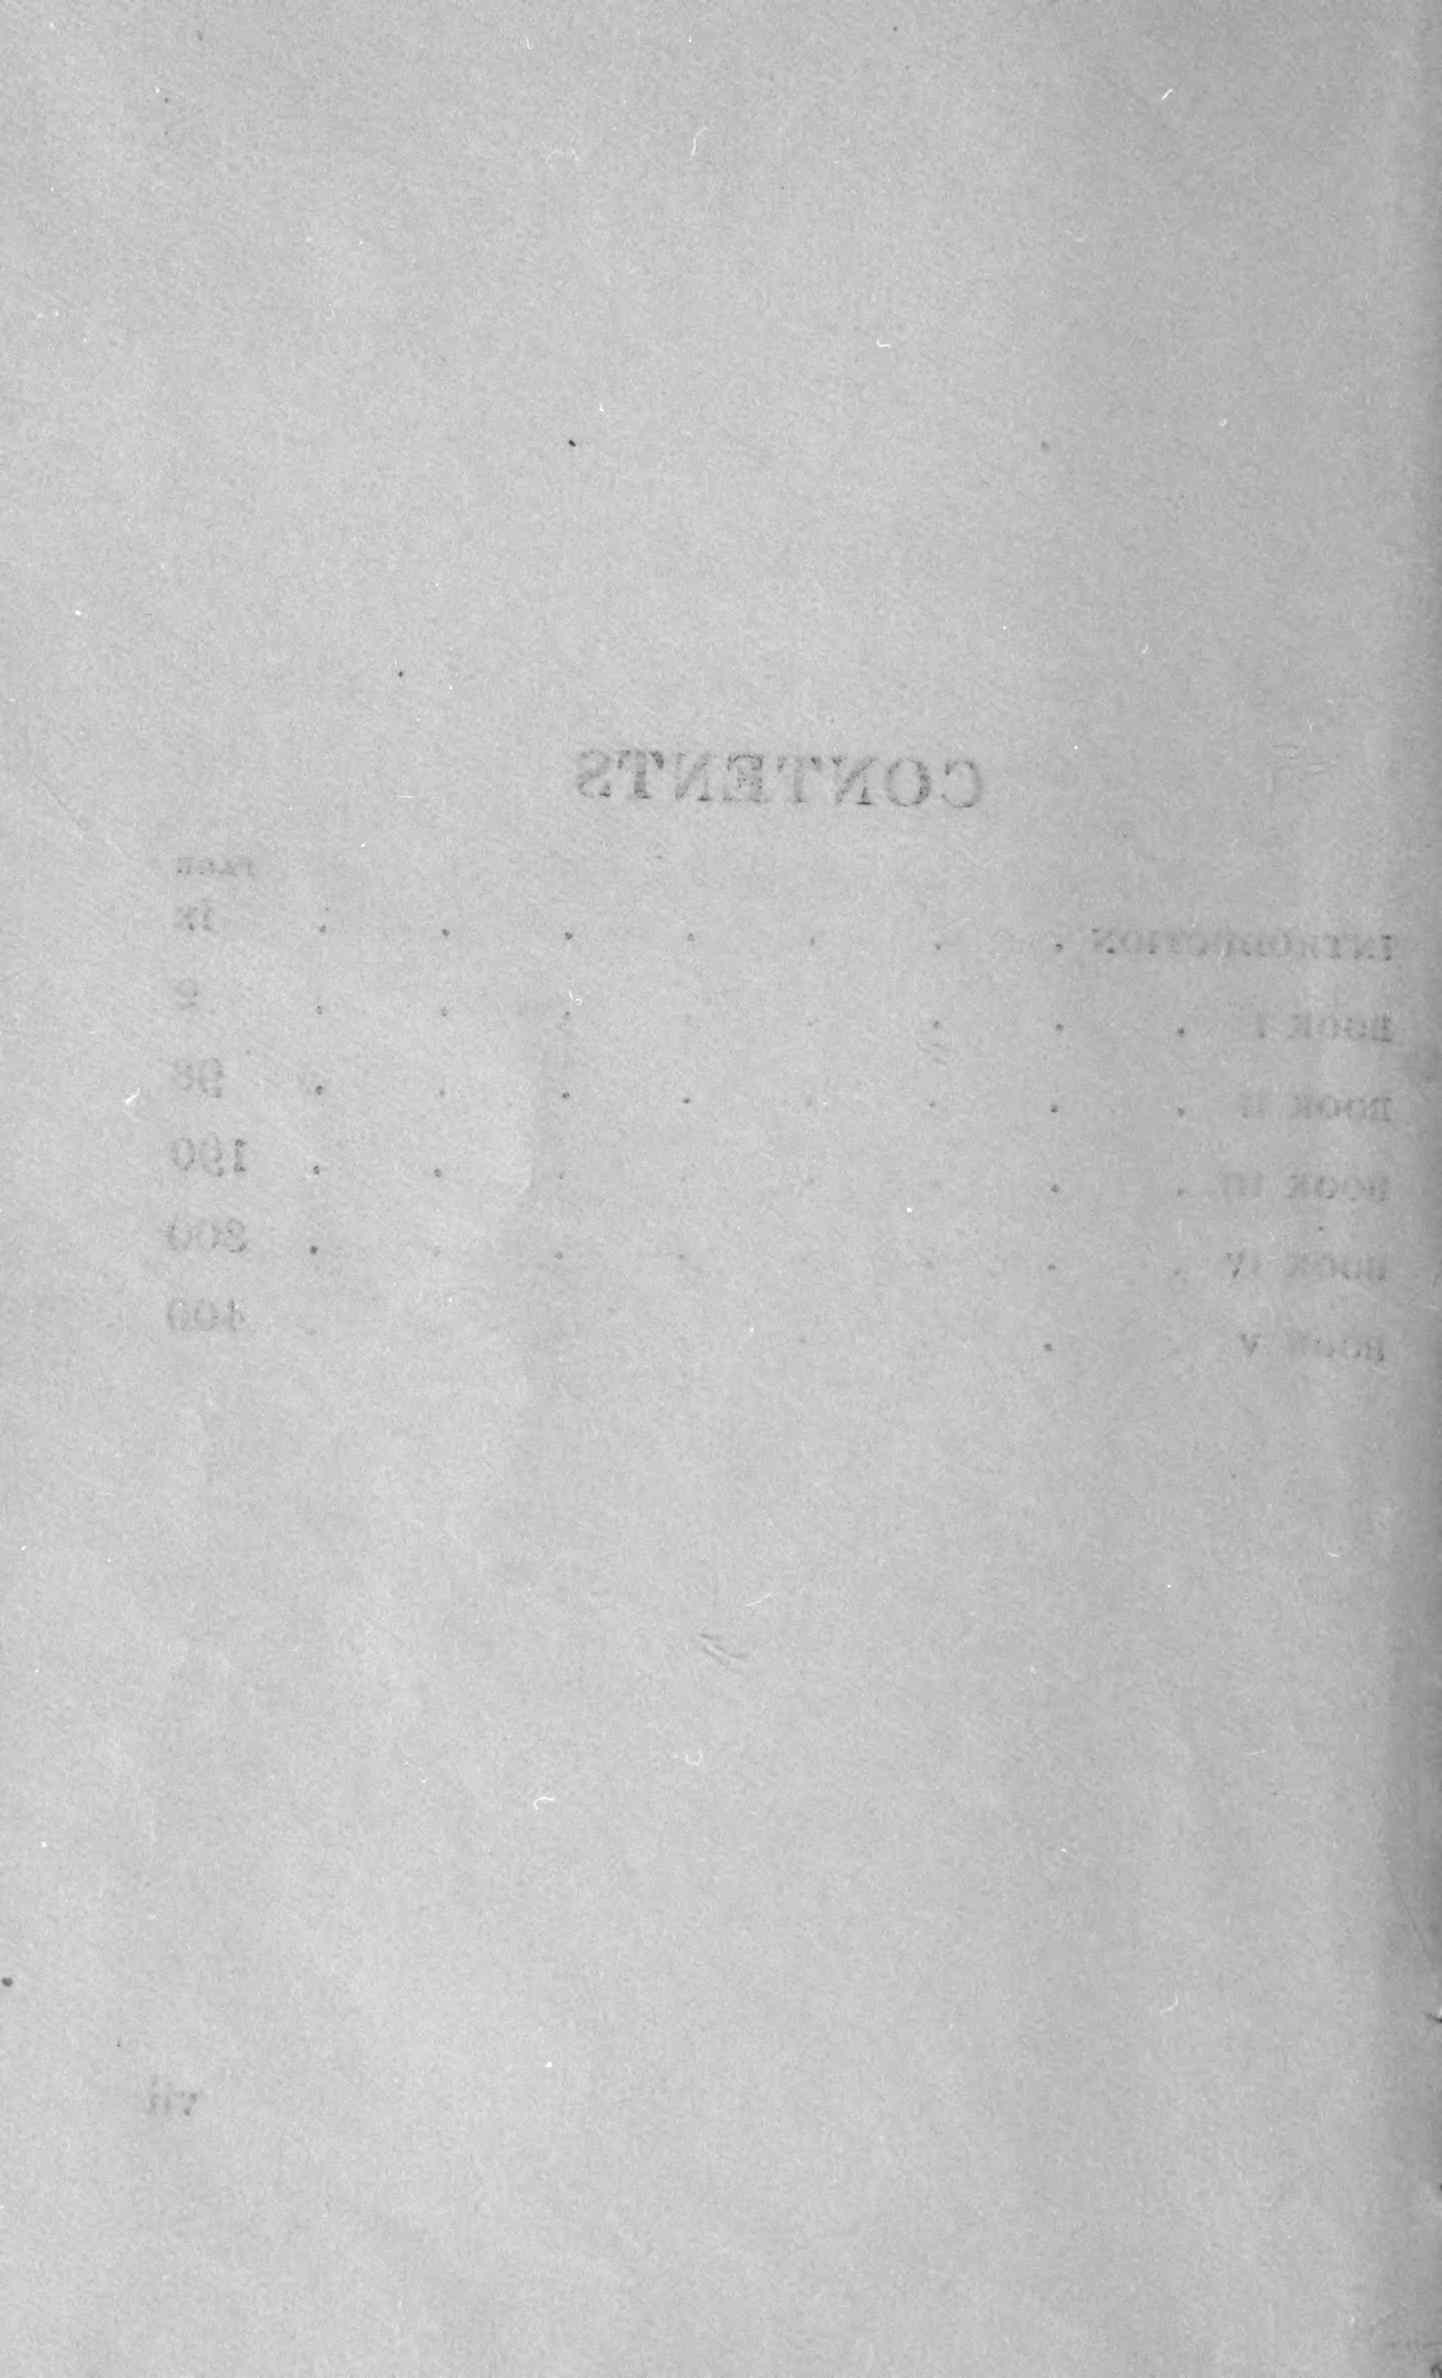 CONTENTS
PAGE
INTRODUCTION . . . . . . . ix
BOOK I . . . . . . . . 2
BOOK II . . . . . . . . 98
BOOK III . . . . . . . . 190
BOOK IV . . . . . . . . 300
BOOK V . 400
vii